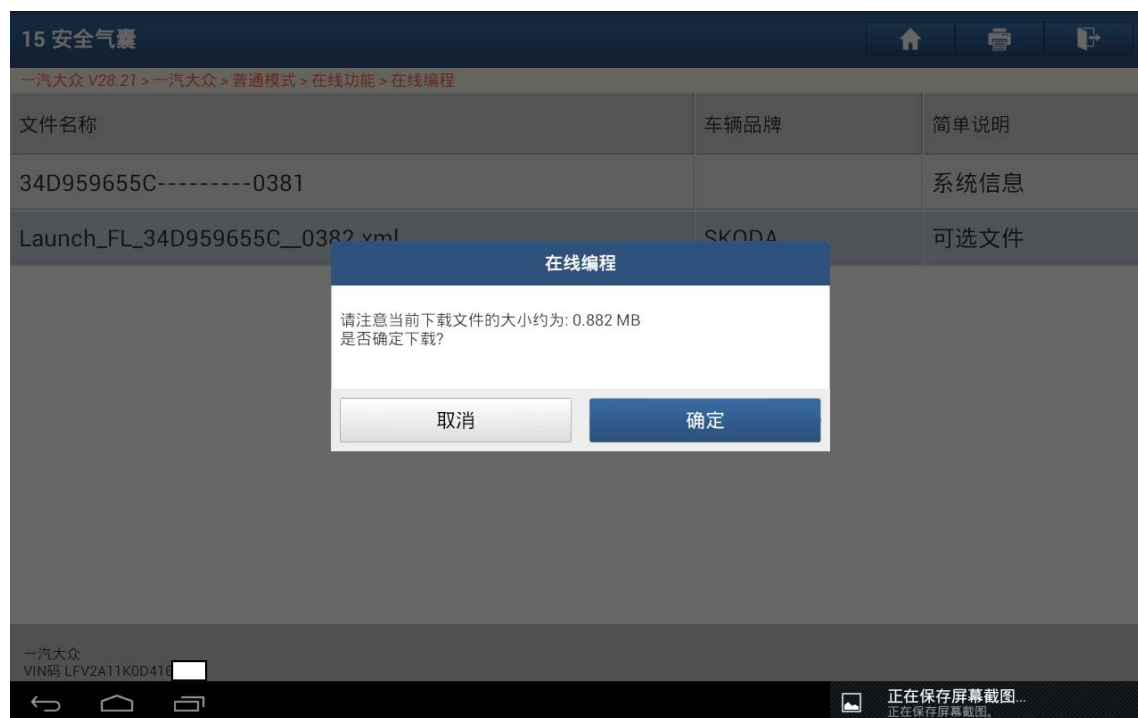 15 安全气囊
一汽大众 V28.21 > 一汽大众 > 普通模式 > 在线功能 > 在线编程
文件名称 车辆品牌 简单说明
34D959655C---------0381 系统信息
Launch_FL_34D959655C__0382.xml SKODA 可选文件
在线编程
请注意当前下载文件的大小约为: 0.882 MB
是否确定下载?
取消 确定
一汽大众
VIN码 LFV2A11K0D416
正在保存屏幕截图...
正在保存屏幕截图。